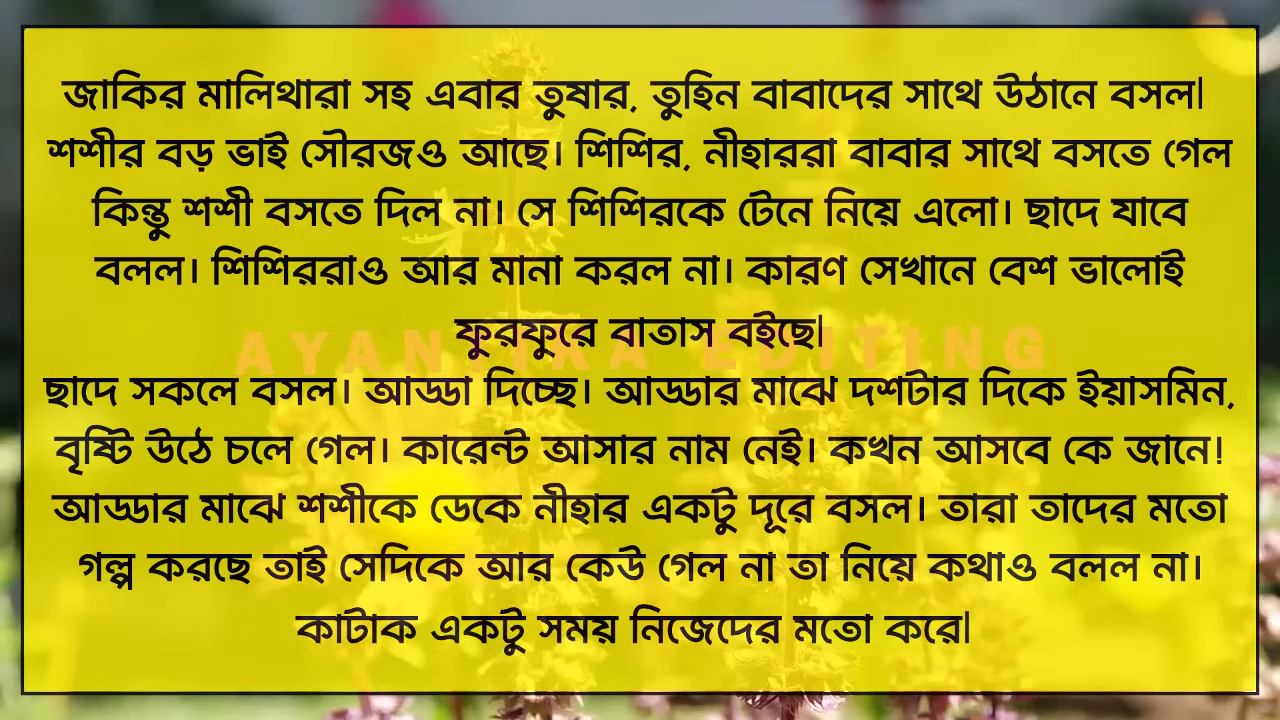 জাকির মালিথারা সহ এবার তুষার, তুহিন বাবাদের সাথে উঠানে বসল|
শশীর বড় ভাই সৌরজও আছে। শিশির, নীহাররা বাবার সাথে বসতে গেল
কিন্তু শশী বসতে দিল না। সে শিশিরকে টেনে নিয়ে এলো। ছাদে যাবে
বলল। শিশিররাও আর মানা করল না। কারণ সেখানে বেশ ভালোই
ফুরফুরে বাতাস বইছে|
AYANTIKA EDITING
ছাদে সকলে বসল। আড্ডা দিচ্ছে। আড্ডার মাঝে দশটার দিকে ইয়াসমিন,
বৃষ্টি উঠে চলে গেল। কারেন্ট আসার নাম নেই। কখন আসবে কে জানে!
আড্ডার মাঝে শশীকে ডেকে নীহার একটু দূরে বসল। তারা তাদের মতো
গল্প করছে তাই সেদিকে আর কেউ গেল না তা নিয়ে কথাও বলল না।
কাটাক একটু সময় নিজেদের মতো করে|